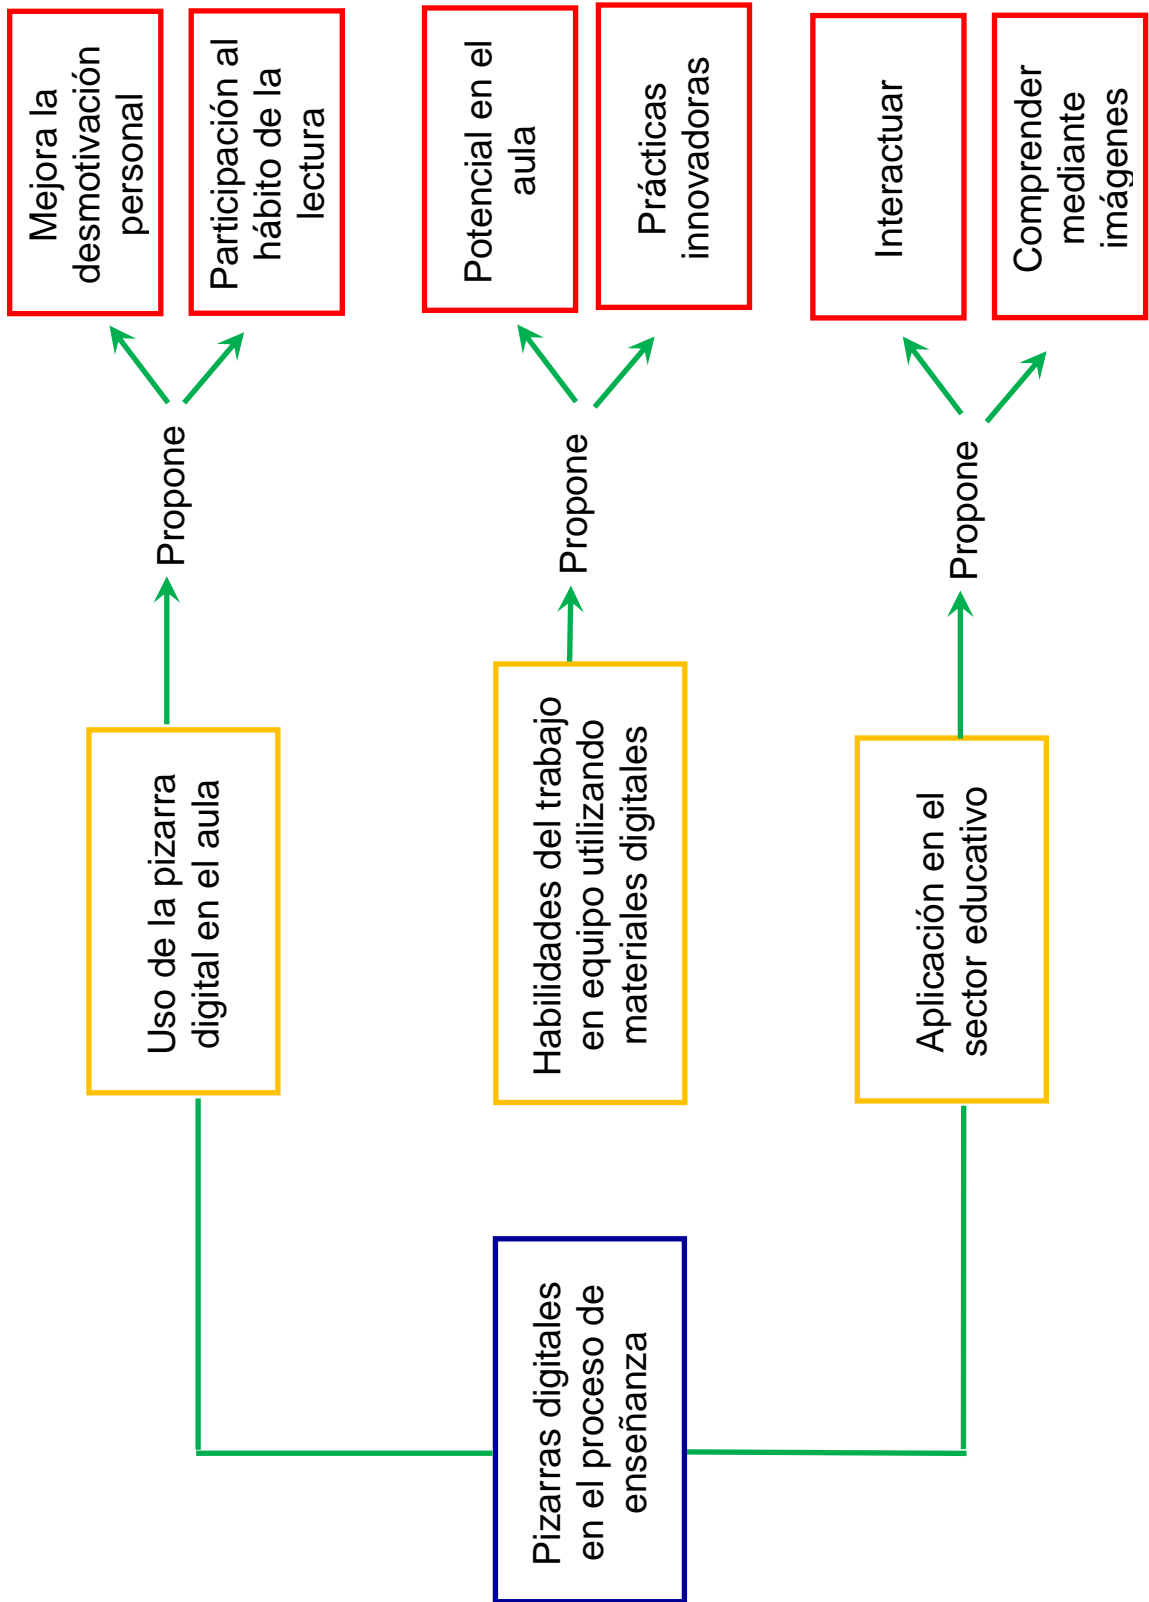 Pizarras digitales
en el proceso de
enseñanza
Uso de la pizarra
digital en el aula
Propone
Mejora la
desmotivación
personal
Participación al
hábito de la
lectura
Habilidades del trabajo
en equipo utilizando
materiales digitales
Propone
Potencial en el
aula
Prácticas
innovadoras
Aplicación en el
sector educativo
Propone
Interactuar
Comprender
mediante
imágenes